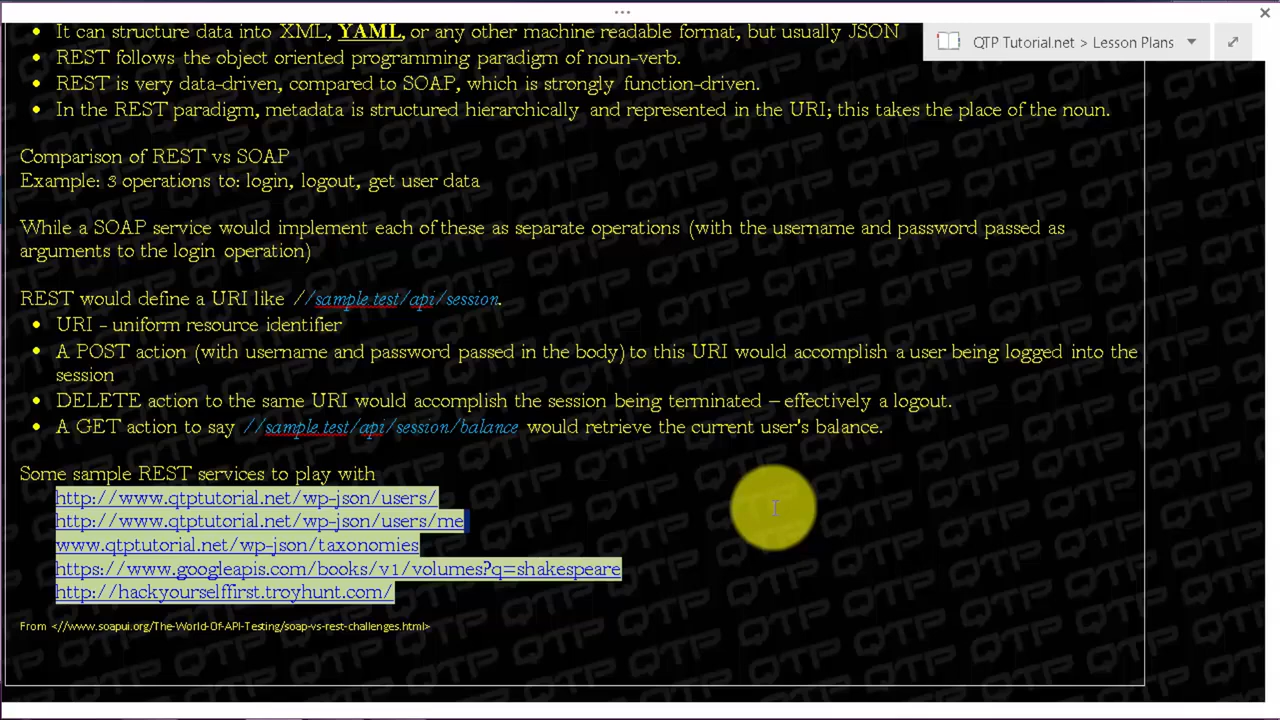 It can structure data into XML, YAML, or any other machine readable format, but usually JSON
QTP Tutorial.net > Lesson Plans
REST follows the object oriented programming paradigm of noun-verb.
REST is very data-driven, compared to SOAP, which is strongly function-driven.
In the REST paradigm, metadata is structured hierarchically and represented in the URI; this takes the place of the noun.
Comparison of REST vs SOAP
Example: 3 operations to: login, logout, get user data
While a SOAP service would implement each of these as separate operations (with the username and password passed as
arguments to the login operation)
REST would define a URI like //sample.test/api/session.
URI - uniform resource identifier
A POST action (with username and password passed in the body) to this URI would accomplish a user being logged into the
session
DELETE action to the same URI would accomplish the session being terminated – effectively a logout.
A GET action to say //sample.test/api/session/balance would retrieve the current user's balance.
Some sample REST services to play with
http://www.qtptutorial.net/wp-json/users/
http://www.qtptutorial.net/wp-json/users/me
www.qtptutorial.net/wp-json/taxonomies
https://www.googleapis.com/books/v1/volumes?q=shakespeare
http://hackyourselffirst.troyhunt.com/
From <//www.soapui.org/The-World-Of-API-Testing/soap-vs-rest-challenges.html>